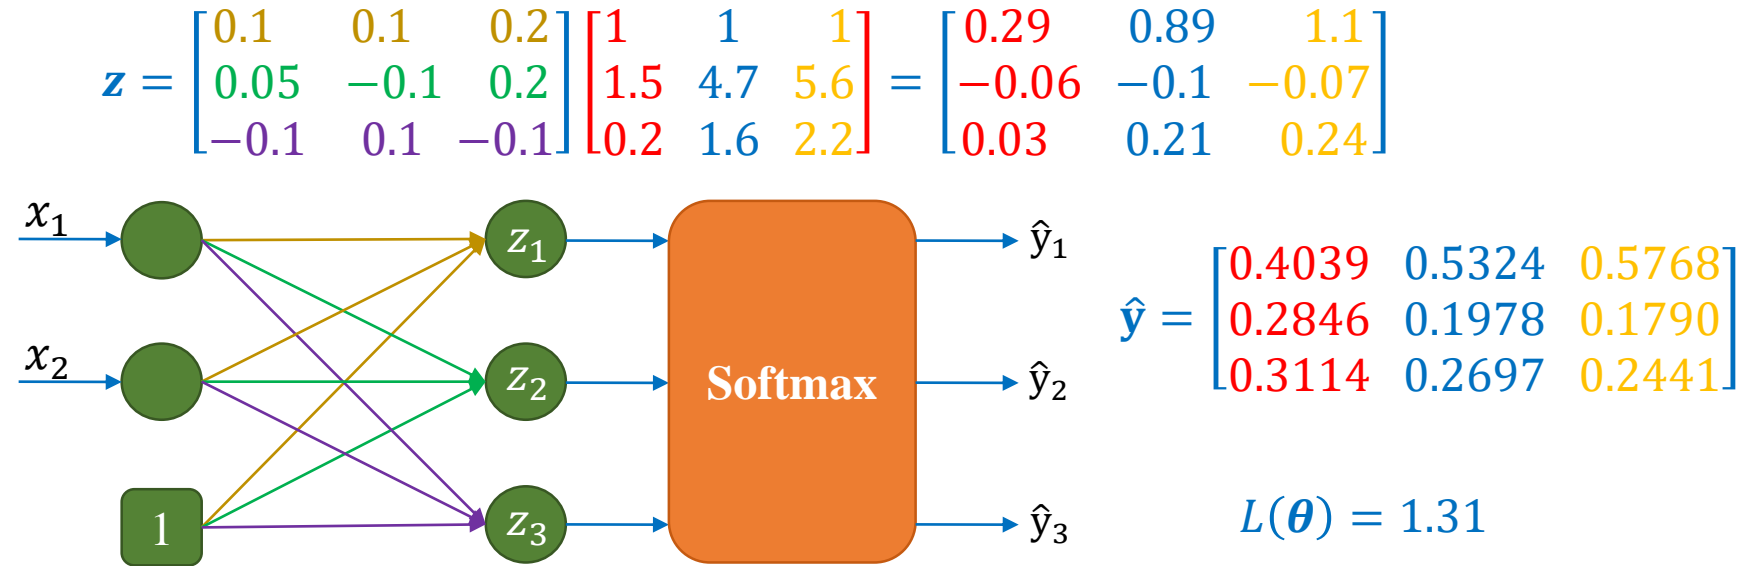 𝒛 = [0.1 0.1 0.2] [1 1 1] = [0.29 0.89 1.1]
[0.05 −0.1 0.2] [1.5 4.7 5.6] [−0.06 −0.1 −0.07]
[−0.1 0.1 −0.1] [0.2 1.6 2.2] [0.03 0.21 0.24]
x₁
z₁
ŷ₁
0.4039 0.5324 0.5768
ŷ = 0.2846 0.1978 0.1790
0.3114 0.2697 0.2441
x₂
z₂
Softmax
ŷ₂
1
z₃
ŷ₃
L(𝜽) = 1.31